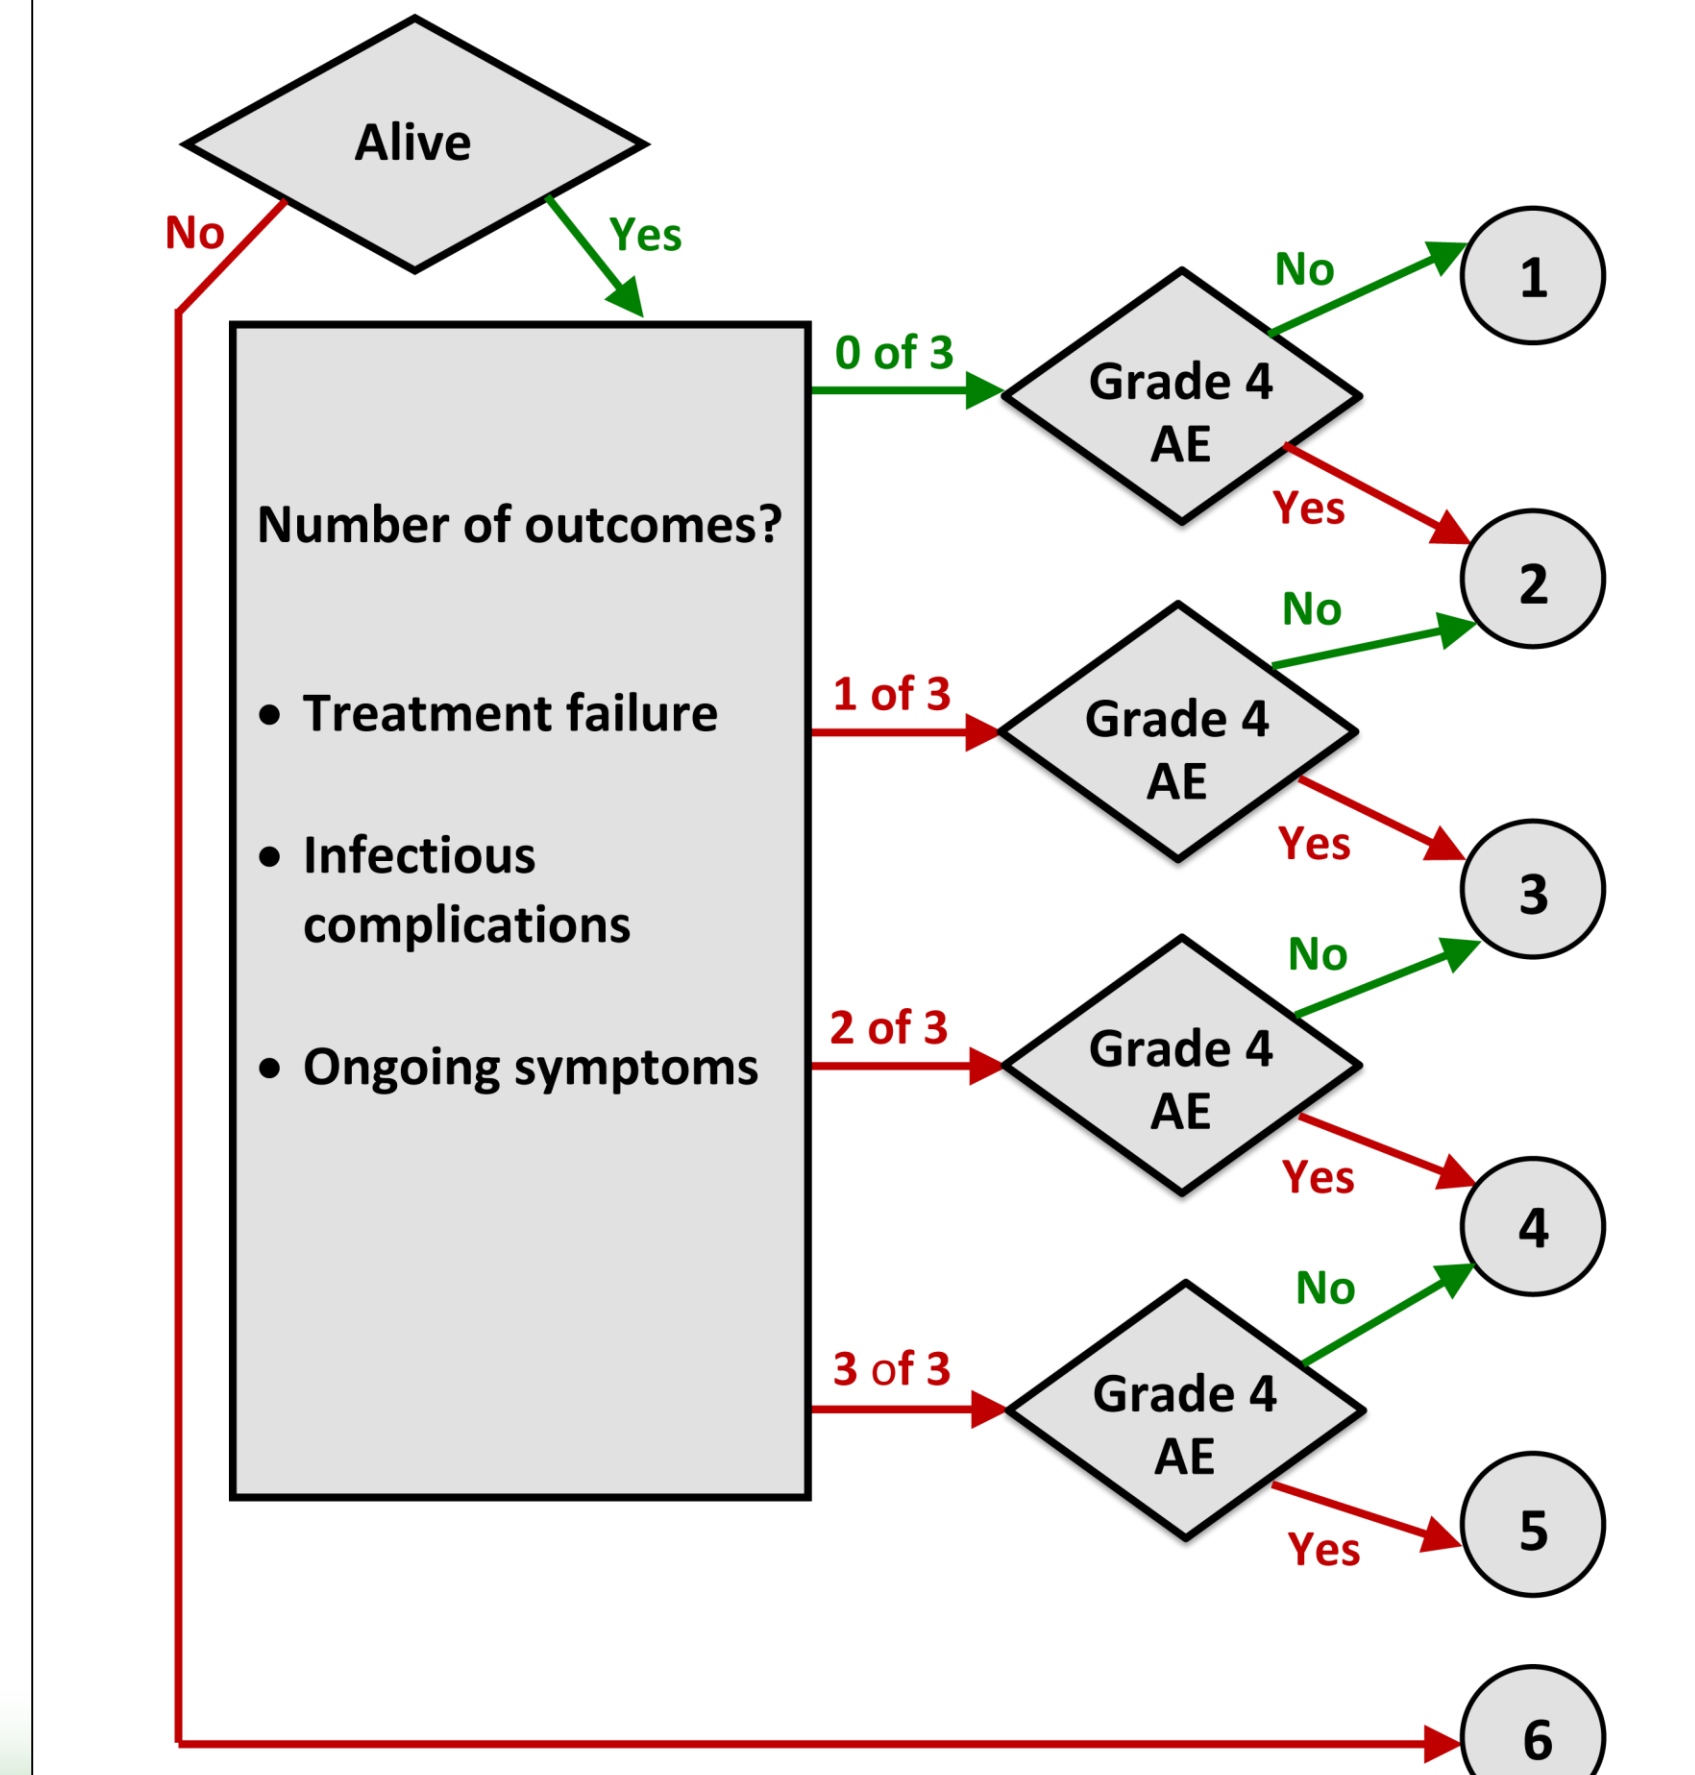 Alive
No
Yes
Number of outcomes?
• Treatment failure
• Infectious
complications
• Ongoing symptoms
0 of 3
Grade 4
AE
No
1
Yes
2
1 of 3
Grade 4
AE
No
Yes
3
2 of 3
Grade 4
AE
No
Yes
4
3 of 3
Grade 4
AE
No
Yes
5
6